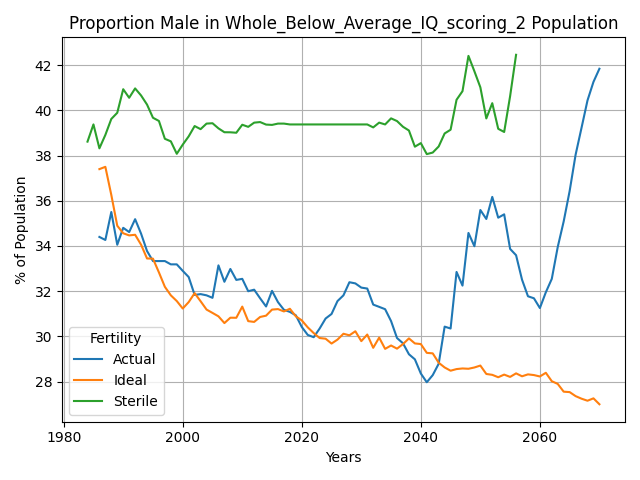 Proportion Male in Whole_Below_Average_IQ_scoring_2 Population
% of Population
42
40
38
36
34
32
30
28
Fertility
Actual
Ideal
Sterile
1980
2000
2020
2040
2060
Years